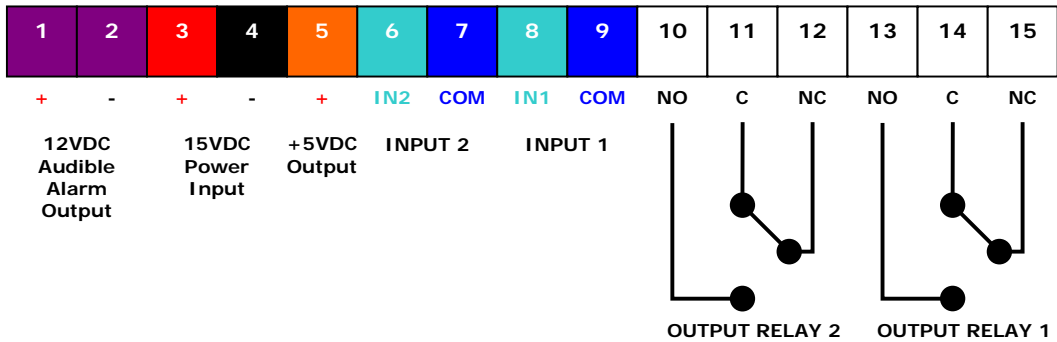 1 2 3 4 5 6 7 8 9 10 11 12 13 14 15
+ - + - + IN2 COM IN1 COM NO C NC NO C NC
12VDC
Audible
Alarm
Output
15VDC
Power
Input
+5VDC
Output
INPUT 2
INPUT 1
OUTPUT RELAY 2
OUTPUT RELAY 1